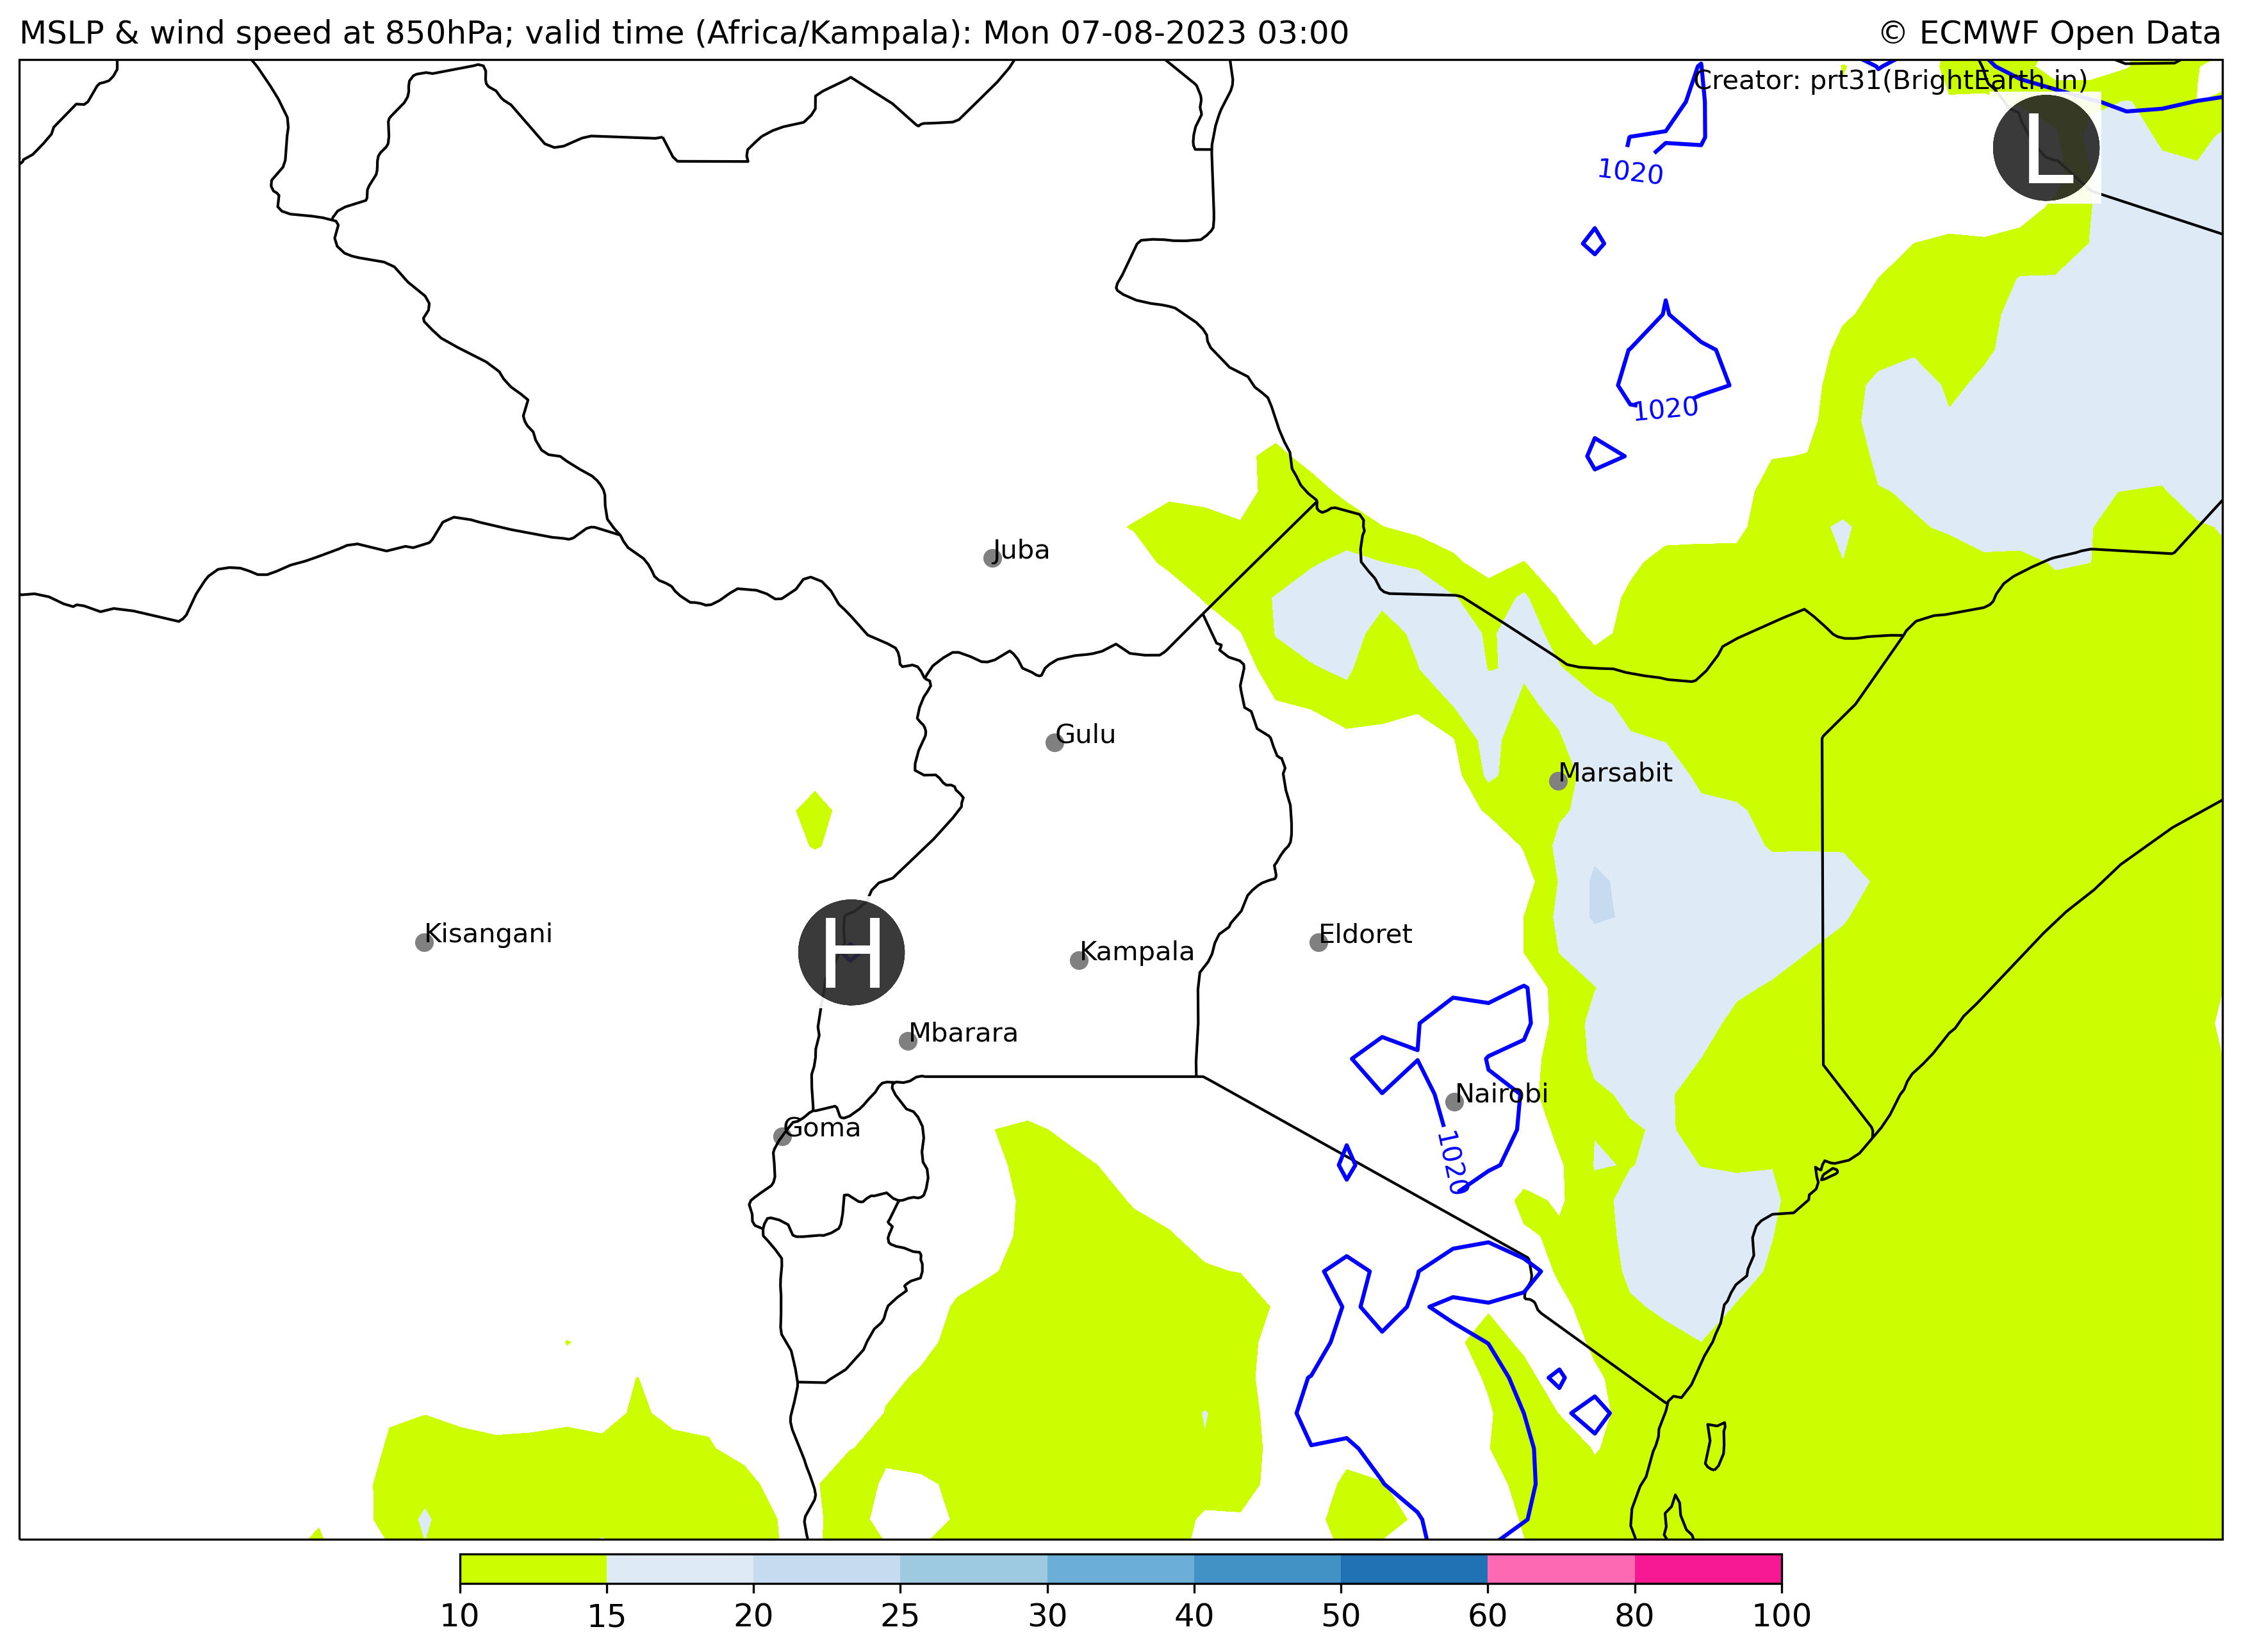 MSLP & wind speed at 850hPa; valid time (Africa/Kampala): Mon 07-08-2023 03:00
© ECMWF Open Data
Creator: prt31(BrightEarth.in)
L
1020
1020
Juba
Gulu
Marsabit
Kisangani
H
Kampala
Eldoret
Mbarara
Nairobi
Goma
1020
10 15 20 25 30 40 50 60 80 100